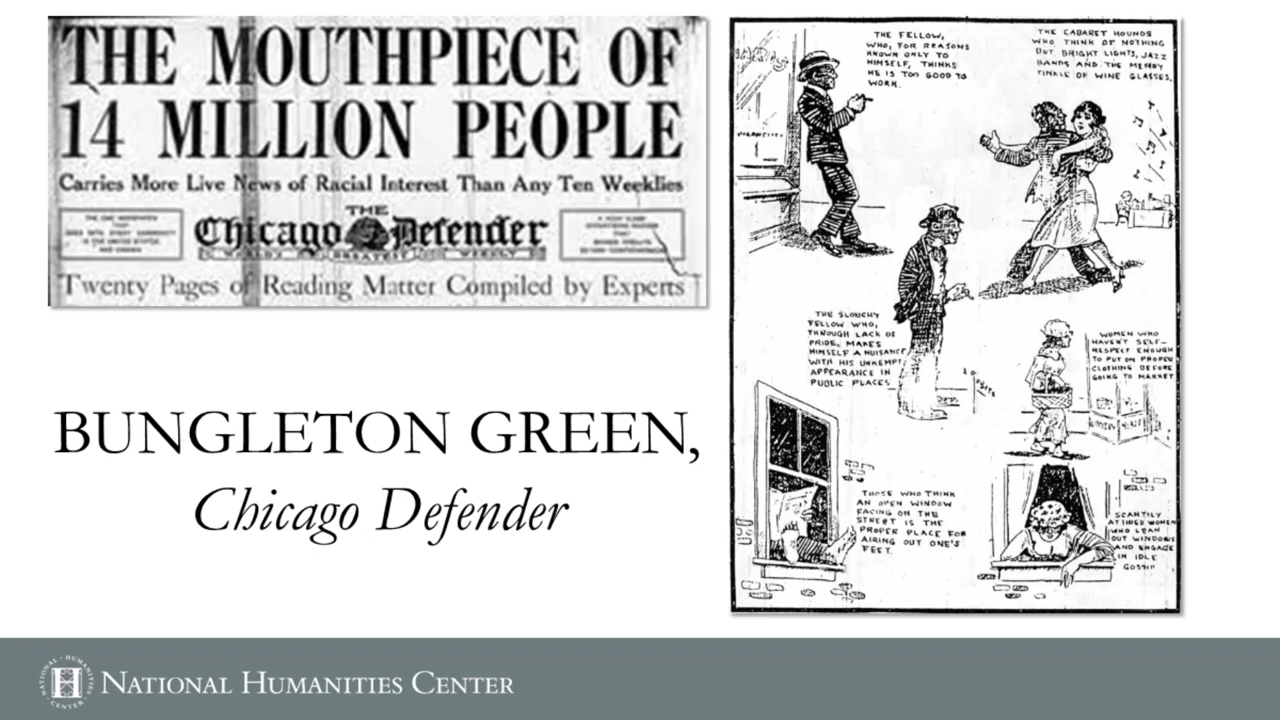 THE MOUTHPIECE OF
14 MILLION PEOPLE
Carries More Live News of Racial Interest Than Any Ten Weeklies
THE
Chicago Defender
WORLD'S GREATEST WEEKLY
Twenty Pages of Reading Matter Compiled by Experts
BUNGLETON GREEN,
Chicago Defender
THE FELLOW,
WHO, FOR REASONS
KNOWN ONLY TO
HIMSELF, THINKS
HE IS TOO GOOD TO
WORK.
THE CABARET HOUNDS
WHO THINK OF NOTHING
BUT BRIGHT LIGHTS, JAZZ
BANDS AND THE MERRY
TINKLE OF WINE GLASSES.
THE SLOUCHY
FELLOW WHO,
THROUGH LACK OF
PRIDE, MAKES
HIMSELF A NUISANCE
WITH HIS UNKEMPT
APPEARANCE IN
PUBLIC PLACES
WOMEN WHO
HAVEN'T SELF-
RESPECT ENOUGH
TO PUT ON PROPER
CLOTHING BEFORE
GOING TO MARKET
THOSE WHO THINK
AN OPEN WINDOW
FACING ON THE
STREET IS THE
PROPER PLACE FOR
AIRING OUT ONE'S
FEET.
SCANTILY
ATTIRED WOMEN
WHO LEAN
OUT WINDOWS
AND ENGAGE
IN IDLE
GOSSIP
NATIONAL HUMANITIES CENTER
NATIONAL HUMANITIES CENTER